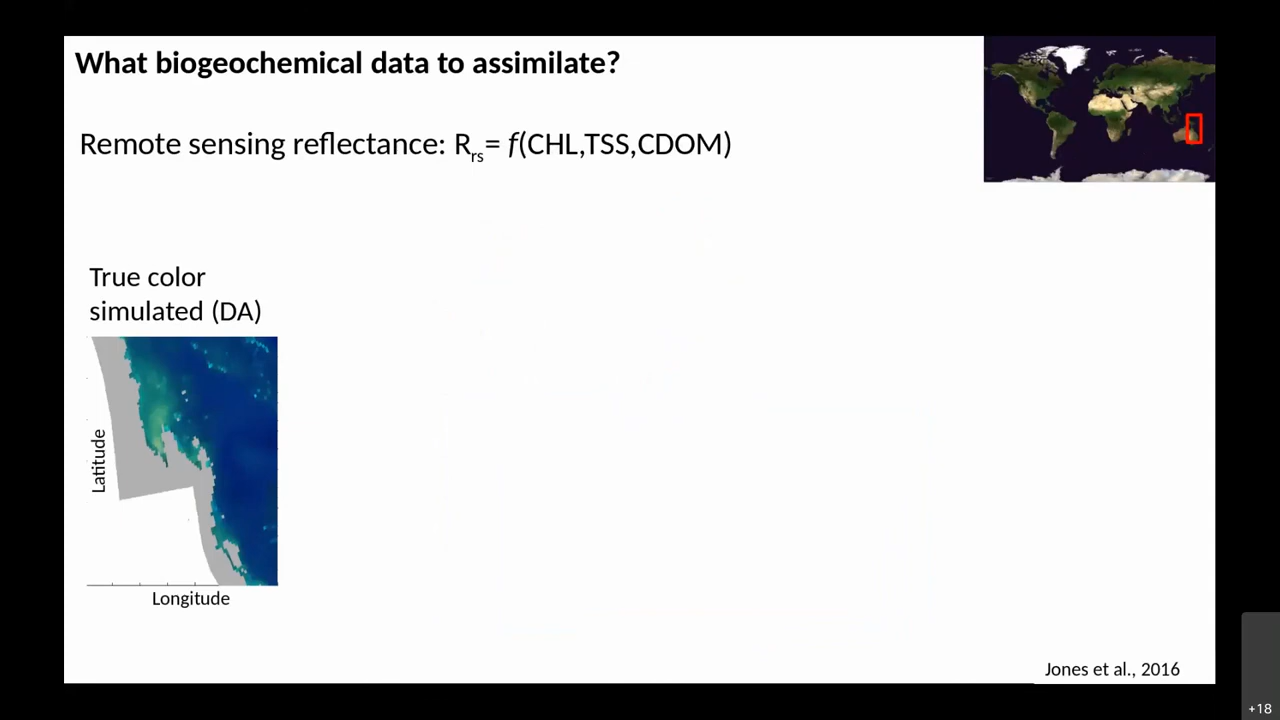 What biogeochemical data to assimilate?
Remote sensing reflectance: Rrs= f(CHL,TSS,CDOM)
True color
simulated (DA)
Latitude
Longitude
Jones et al., 2016
+18